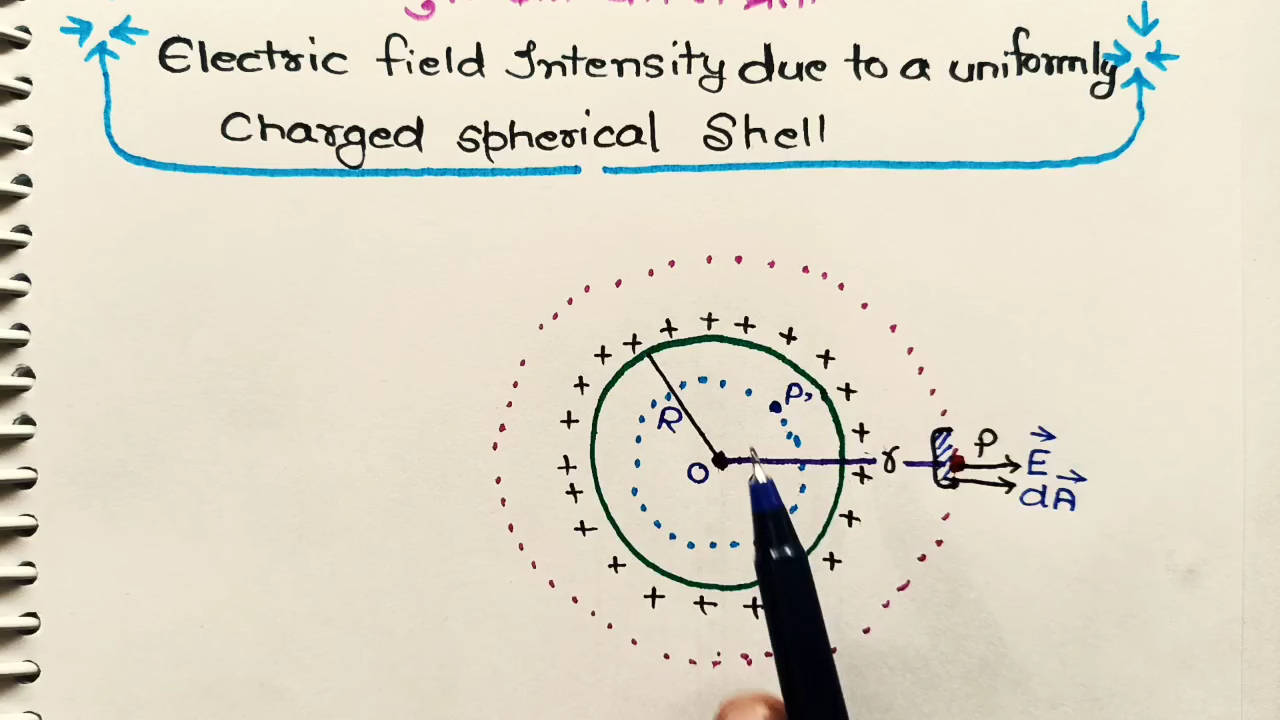 Electric field Intensity due to a uniformly
Charged spherical Shell
P,
R
O
r
P
E
dA